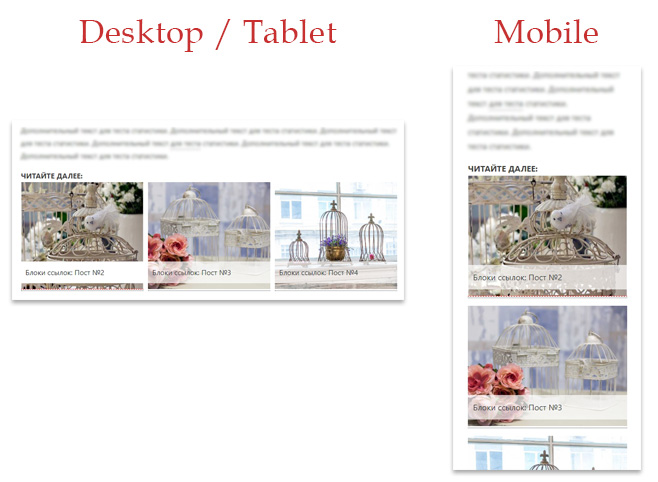 Desktop / Tablet
Mobile
Дополнительный текст для теста статистики. Дополнительный текст для теста статистики. Дополнительный
текст для теста статистики. Дополнительный текст для теста статистики. Дополнительный текст для теста статистики.
Дополнительный текст для теста статистики.
ЧИТАЙТЕ ДАЛЕЕ:
Блоки ссылок: Пост №2
Блоки ссылок: Пост №3
Блоки ссылок: Пост №4
теста статистики. Дополнительный
текст для теста статистики. Дополнительный
текст для теста статистики.
Дополнительный текст для теста
статистики. Дополнительный текст для
теста статистики.
ЧИТАЙТЕ ДАЛЕЕ:
Блоки ссылок: Пост №2
Блоки ссылок: Пост №3